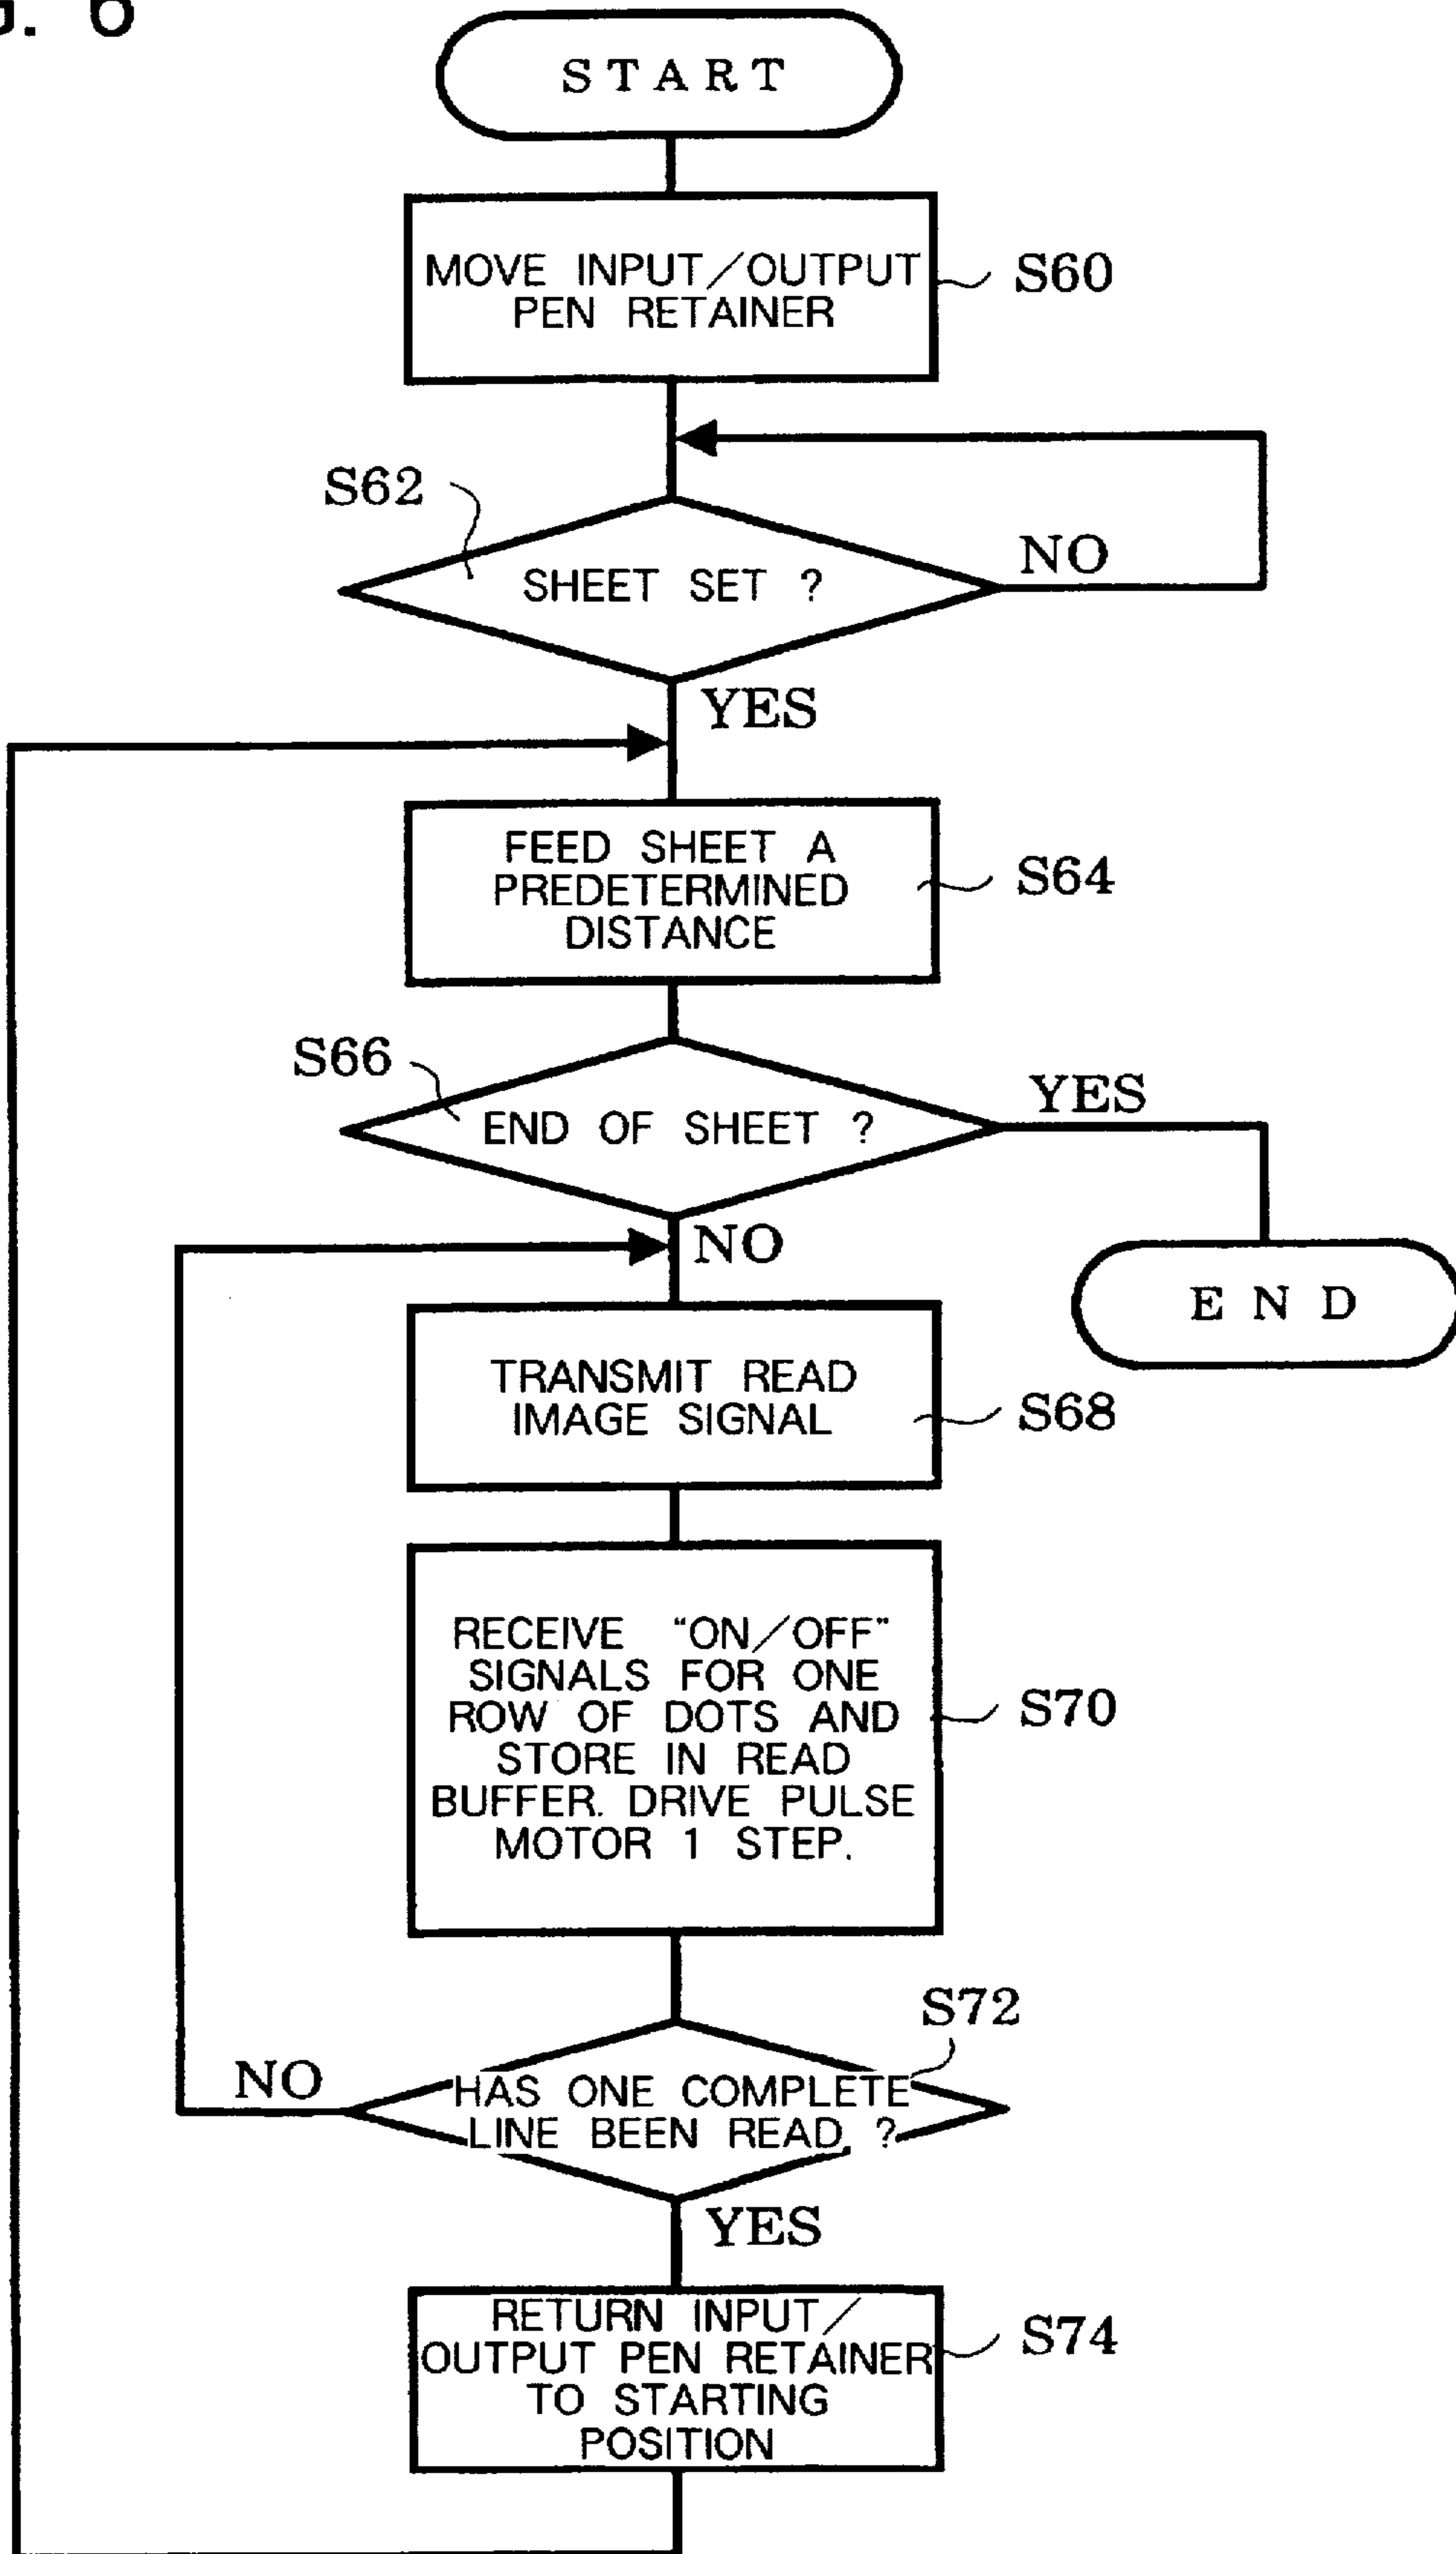 G. 6
START
MOVE INPUT/OUTPUT
PEN RETAINER
S60
S62
SHEET SET ?
NO
YES
FEED SHEET A
PREDETERMINED
DISTANCE
S64
S66
END OF SHEET ?
YES
NO
END
TRANSMIT READ
IMAGE SIGNAL
S68
RECEIVE "ON/OFF"
SIGNALS FOR ONE
ROW OF DOTS AND
STORE IN READ
BUFFER. DRIVE PULSE
MOTOR 1 STEP.
S70
S72
NO
HAS ONE COMPLETE
LINE BEEN READ ?
YES
RETURN INPUT/
OUTPUT PEN RETAINER
TO STARTING
POSITION
S74